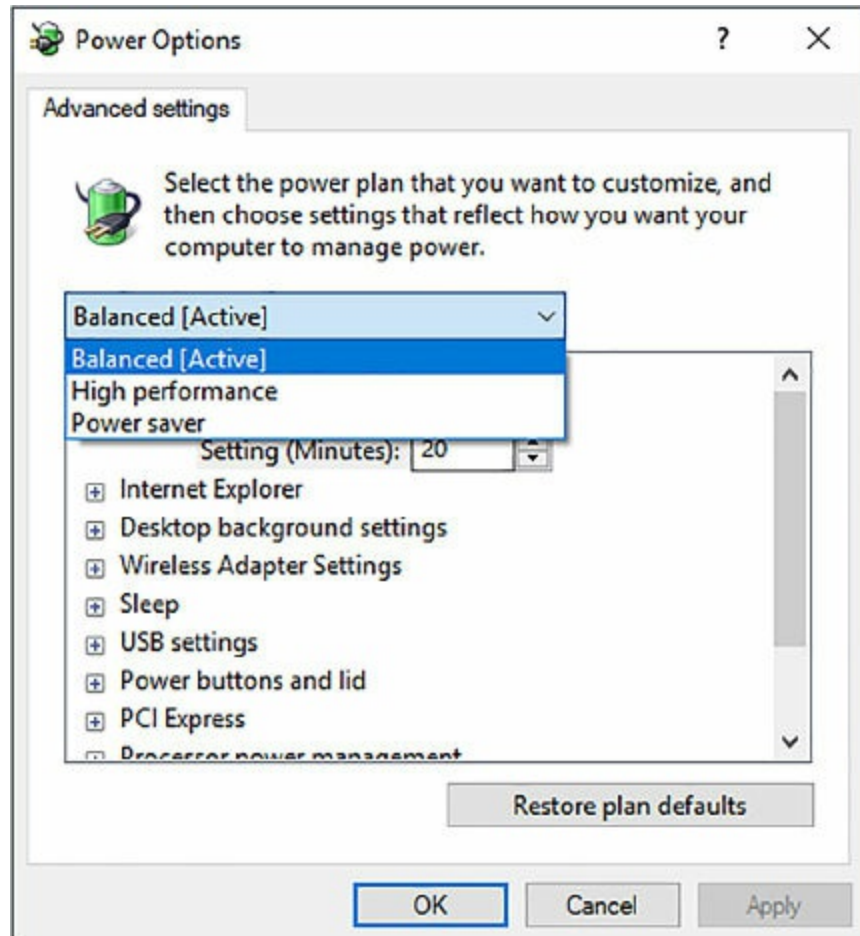 Power Options
?
Advanced settings
Select the power plan that you want to customize, and
then choose settings that reflect how you want your
computer to manage power.
Balanced [Active]
Balanced [Active]
High performance
Power saver
Setting (Minutes): 20
Internet Explorer
Desktop background settings
Wireless Adapter Settings
Sleep
USB settings
Power buttons and lid
PCI Express
Processor power management
Restore plan defaults
OK Cancel Apply